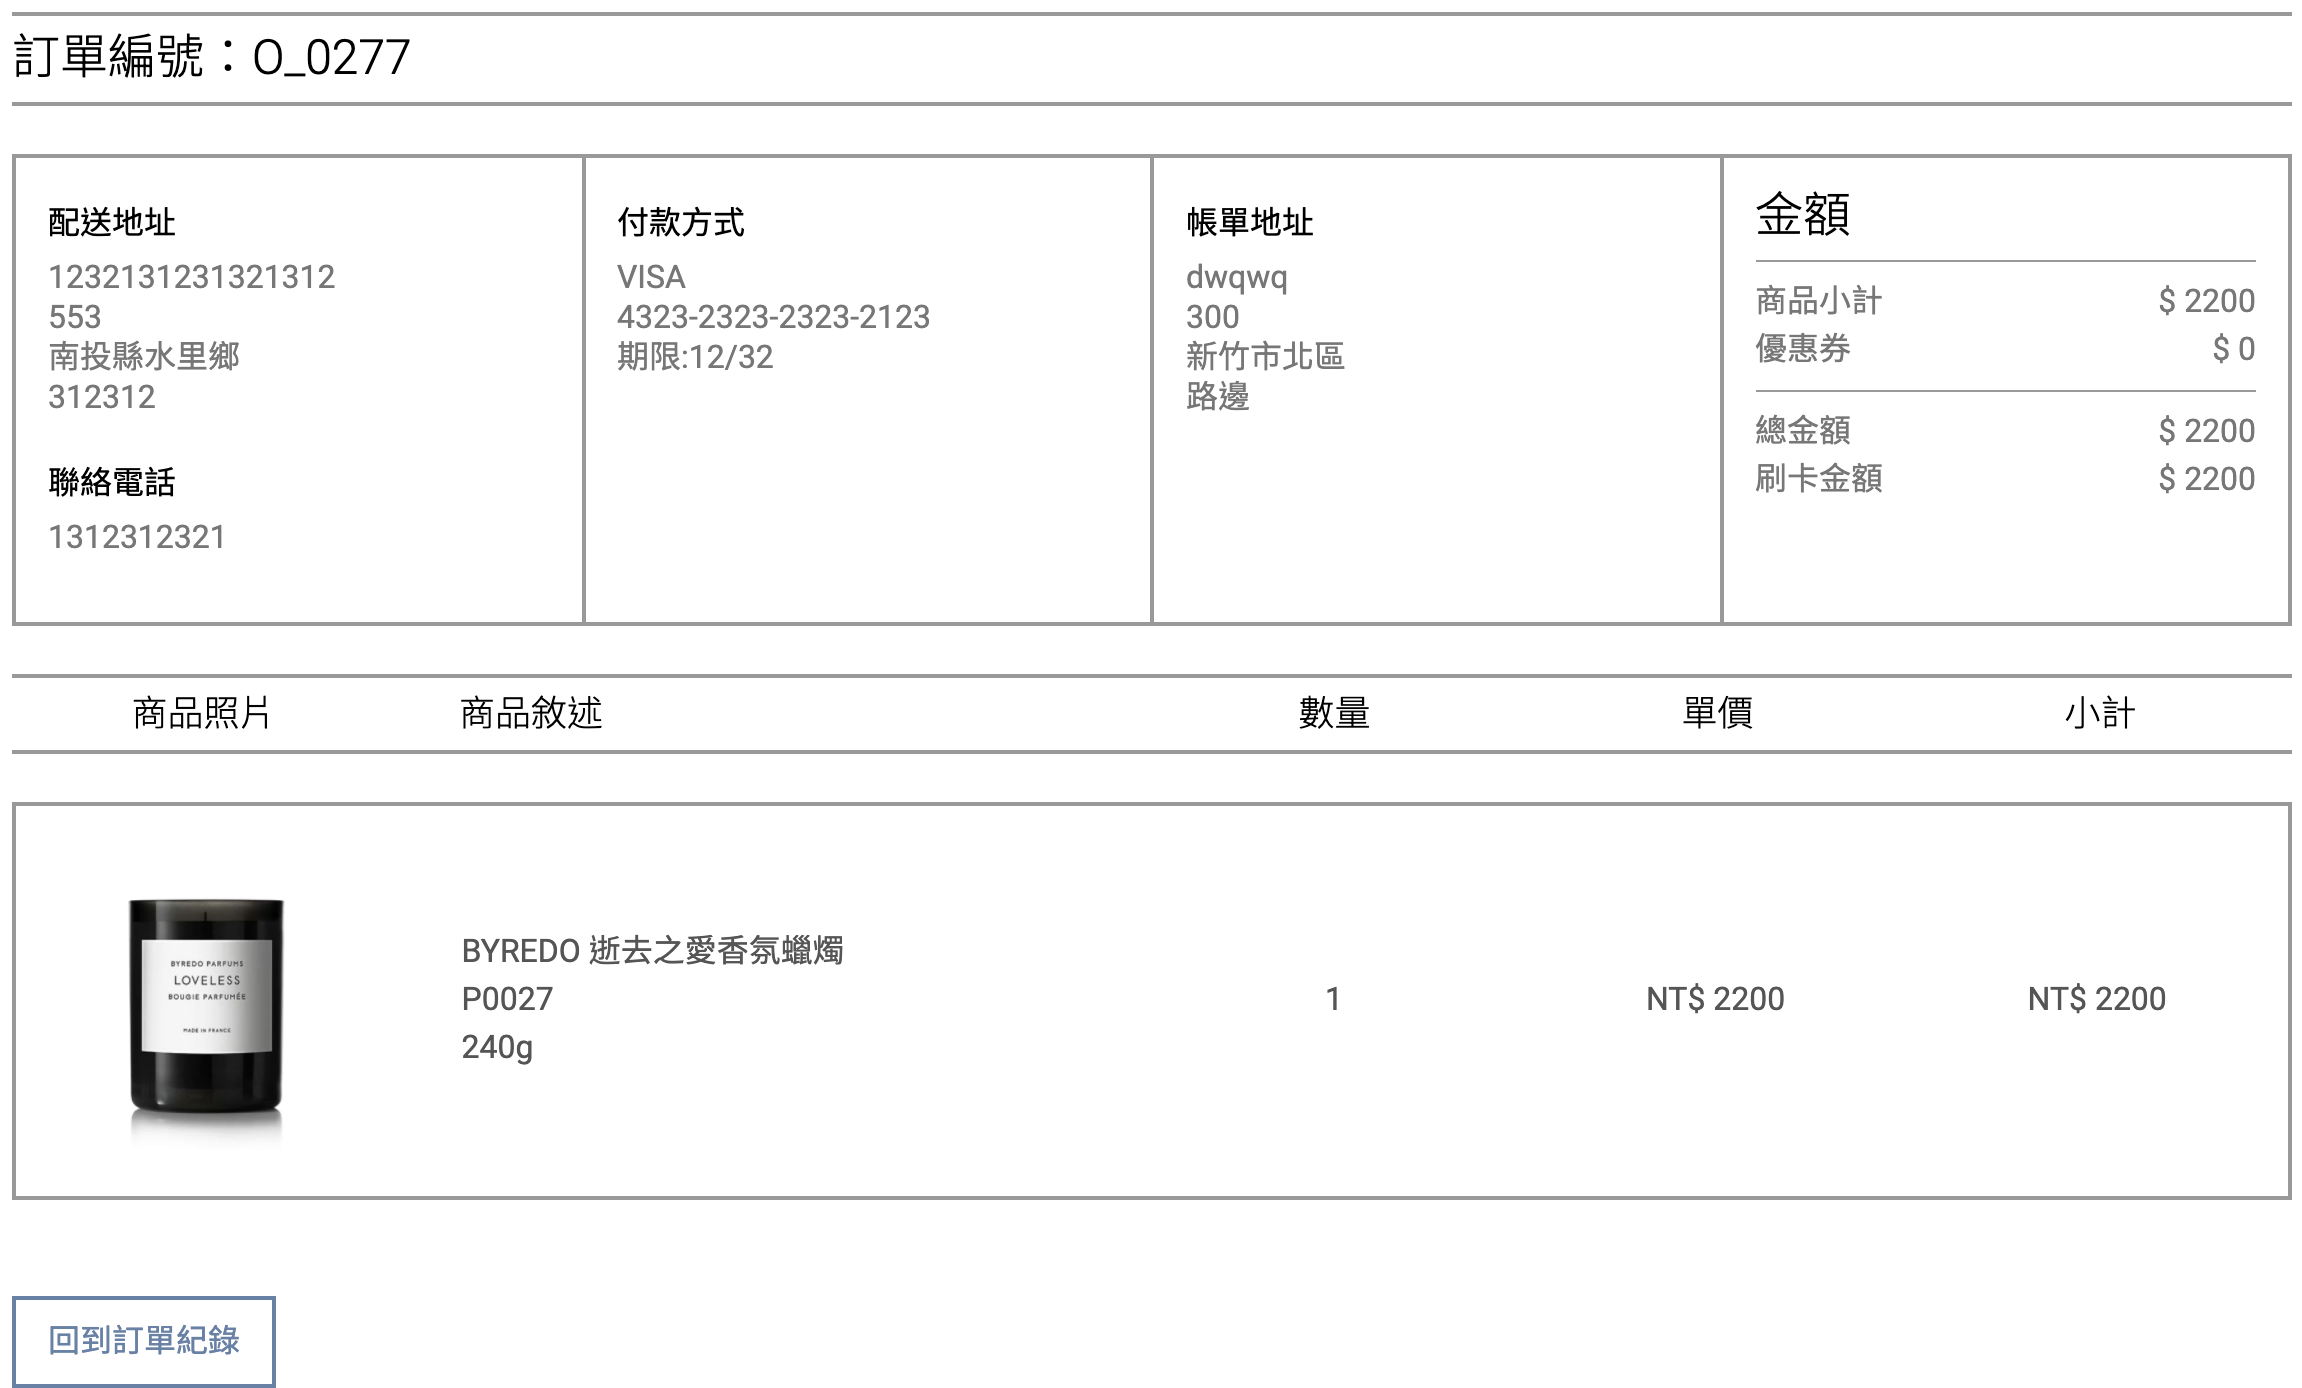 訂單編號：O_0277
配送地址
1232131231321312
553
南投縣水里鄉
312312
聯絡電話
1312312321
付款方式
VISA
4323-2323-2323-2123
期限:12/32
帳單地址
dwqwq
300
新竹市北區
路邊
金額
商品小計 $ 2200
優惠券 $ 0
總金額 $ 2200
刷卡金額 $ 2200
商品照片 商品敘述 數量 單價 小計
BYREDO PARFUMS
LOVELESS
BOUGIE PARFUMÉE
MADE IN FRANCE
BYREDO 逝去之愛香氛蠟燭
P0027
240g
1 NT$ 2200 NT$ 2200
回到訂單紀錄